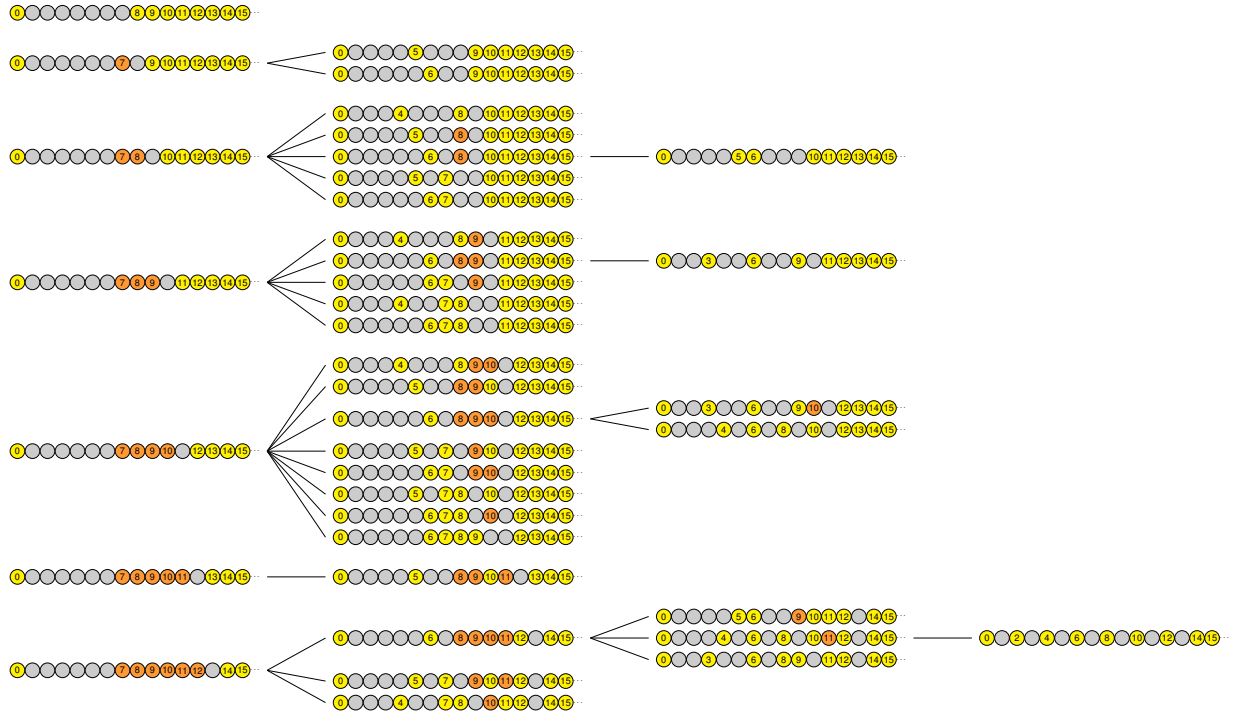 0 8 9 10 11 12 13 14 15
0 7 9 10 11 12 13 14 15
0 5 9 10 11 12 13 14 15
0 6 9 10 11 12 13 14 15
0 7 8 10 11 12 13 14 15
0 4 8 10 11 12 13 14 15
0 5 8 10 11 12 13 14 15
0 6 8 10 11 12 13 14 15
0 5 7 10 11 12 13 14 15
0 6 7 10 11 12 13 14 15
0 5 6 10 11 12 13 14 15
0 7 8 9 11 12 13 14 15
0 4 8 9 11 12 13 14 15
0 6 8 9 11 12 13 14 15
0 6 7 9 11 12 13 14 15
0 4 7 8 11 12 13 14 15
0 6 7 8 11 12 13 14 15
0 3 6 9 11 12 13 14 15
0 7 8 9 10 12 13 14 15
0 4 8 9 10 12 13 14 15
0 5 8 9 10 12 13 14 15
0 6 8 9 10 12 13 14 15
0 5 7 9 10 12 13 14 15
0 6 7 9 10 12 13 14 15
0 5 7 8 10 12 13 14 15
0 6 7 8 10 12 13 14 15
0 6 7 8 9 12 13 14 15
0 3 6 9 10 12 13 14 15
0 4 6 8 10 12 13 14 15
0 7 8 9 10 11 13 14 15
0 5 8 9 10 11 13 14 15
0 7 8 9 10 11 12 14 15
0 6 8 9 10 11 12 14 15
0 5 7 9 10 11 12 14 15
0 4 7 8 10 11 12 14 15
0 5 6 9 10 11 12 14 15
0 4 6 8 10 11 12 14 15
0 3 6 8 9 11 12 14 15
0 2 4 6 8 10 12 14 15